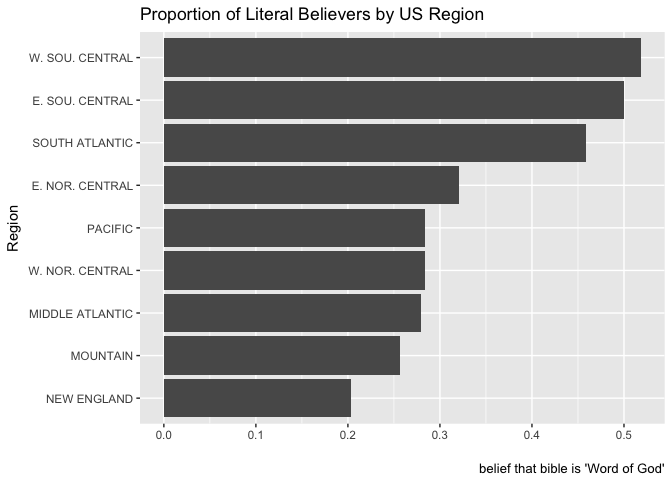 Proportion of Literal Believers by US Region
W. SOU. CENTRAL
E. SOU. CENTRAL
SOUTH ATLANTIC
E. NOR. CENTRAL
PACIFIC
W. NOR. CENTRAL
MIDDLE ATLANTIC
MOUNTAIN
NEW ENGLAND
Region
0.0 0.1 0.2 0.3 0.4 0.5
belief that bible is 'Word of God'